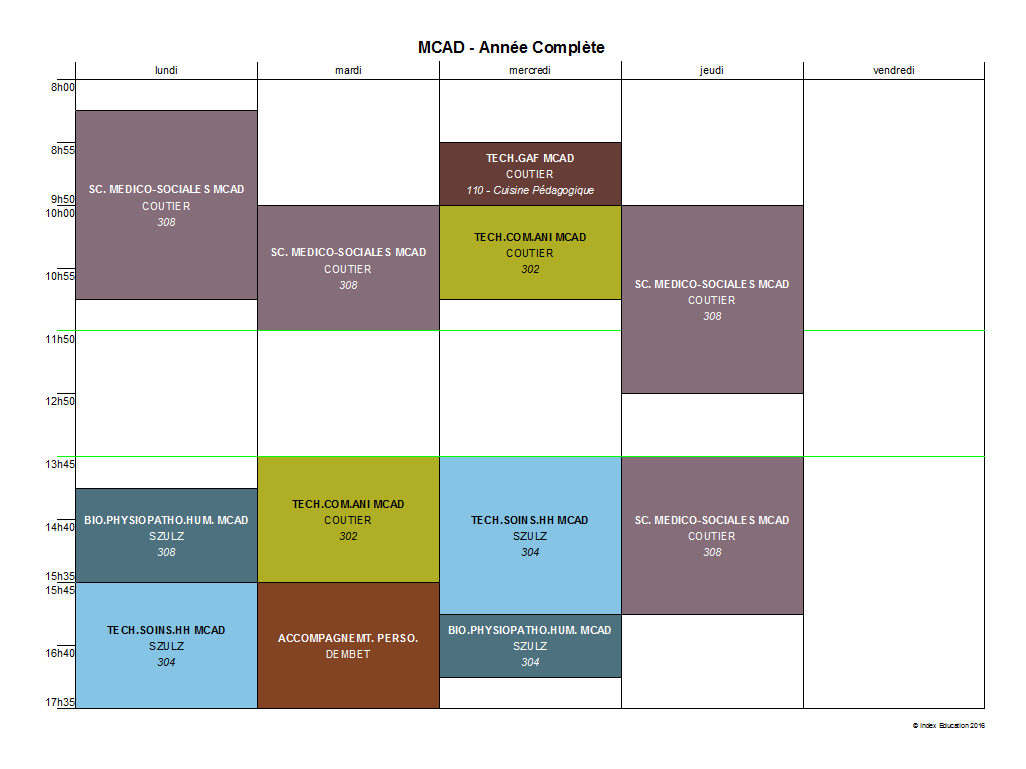 MCAD - Année Complète
lundi
mardi
mercredi
jeudi
vendredi
8h00
8h55
9h50
10h00
10h55
11h50
12h50
13h45
14h40
15h35
15h45
16h40
17h35
SC. MEDICO-SOCIALES MCAD
COUTIER
308
BIO.PHYSIOPATHO.HUM. MCAD
SZULZ
308
TECH.SOINS.HH MCAD
SZULZ
304
SC. MEDICO-SOCIALES MCAD
COUTIER
308
TECH.COM.ANI MCAD
COUTIER
302
ACCOMPAGNEMT. PERSO.
DEMBET
TECH.GAF MCAD
COUTIER
110 - Cuisine Pédagogique
TECH.COM.ANI MCAD
COUTIER
302
TECH.SOINS.HH MCAD
SZULZ
304
BIO.PHYSIOPATHO.HUM. MCAD
SZULZ
304
SC. MEDICO-SOCIALES MCAD
COUTIER
308
SC. MEDICO-SOCIALES MCAD
COUTIER
308
© Index Education 2016